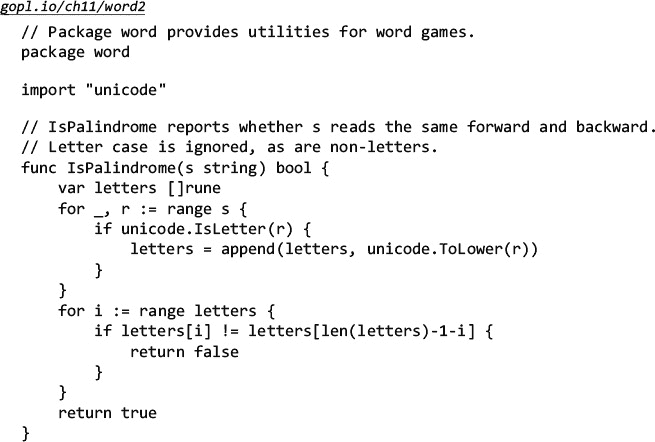 gopl.io/ch11/word2
// Package word provides utilities for word games.
package word
import "unicode"
// IsPalindrome reports whether s reads the same forward and backward.
// Letter case is ignored, as are non-letters.
func IsPalindrome(s string) bool {
    var letters []rune
    for _, r := range s {
        if unicode.IsLetter(r) {
            letters = append(letters, unicode.ToLower(r))
        }
    }
    for i := range letters {
        if letters[i] != letters[len(letters)-1-i] {
            return false
        }
    }
    return true
}